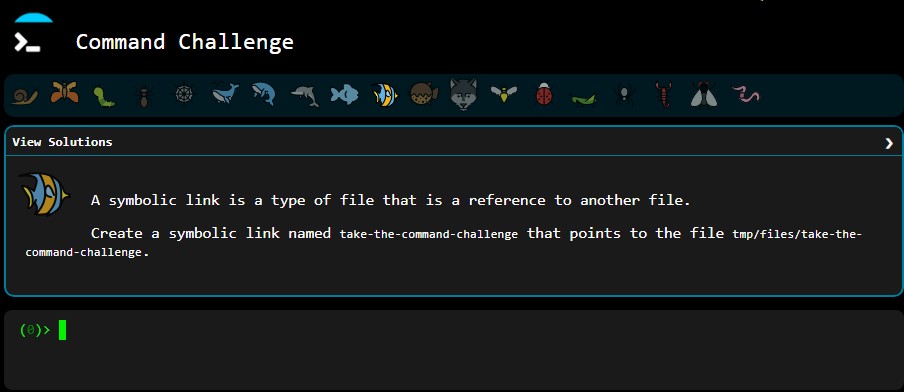 Command Challenge
View Solutions
A symbolic link is a type of file that is a reference to another file.
Create a symbolic link named take-the-command-challenge that points to the file tmp/files/take-the-
command-challenge.
(0)>